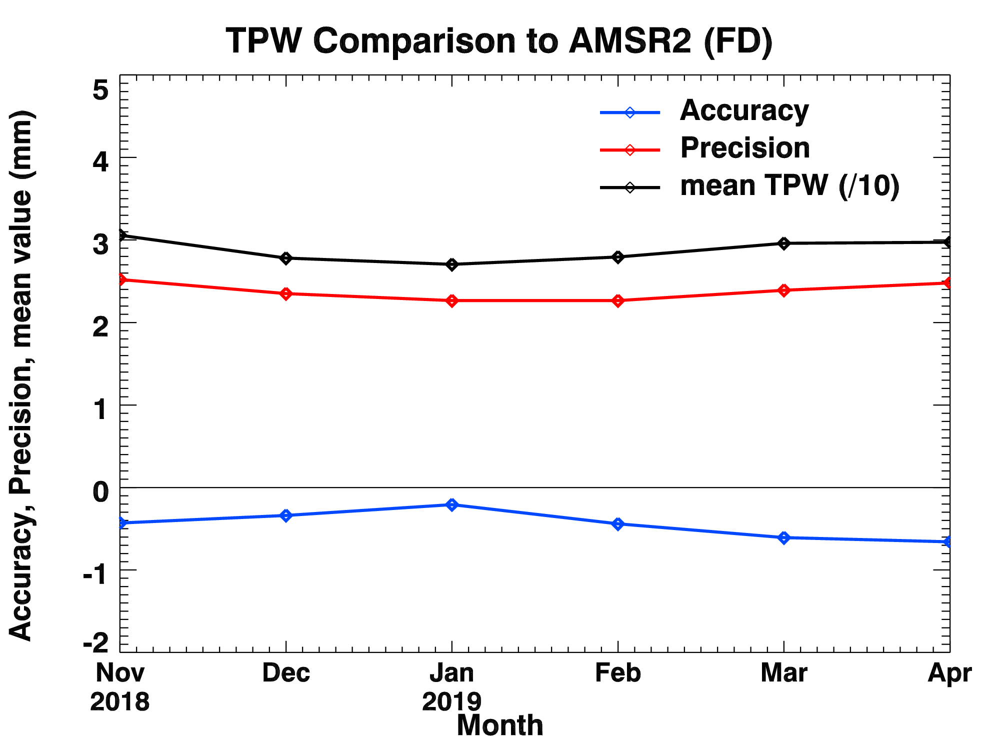 TPW Comparison to AMSR2 (FD)
Accuracy, Precision, mean value (mm)
5
4
3
2
1
0
-1
-2
Accuracy
Precision
mean TPW (/10)
Nov Dec Jan Feb Mar Apr
2018 2019
Month